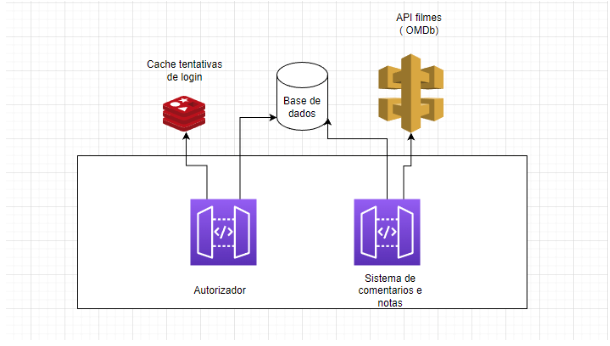 API filmes
( OMDb)
Cache tentativas
de login
Base de
dados
</>
</>
Autorizador
Sistema de
comentarios e
notas